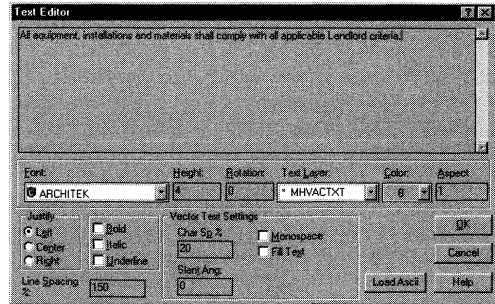 Text Editor
All equipment, installations and materials shall comply with all applicable Landlord criteria.
Font: Height: Rotation: Text Layer: Color: Aspect
ARCHITEK 4 0 * MHVACTXT 6 1
Justify Vector Text Settings
Left Bold Char Sp % Monospace OK
Center Italic 20 Fill Text Cancel
Right Underline Slant Ang:
Line Spacing %: 150 0 Load Ascii Help